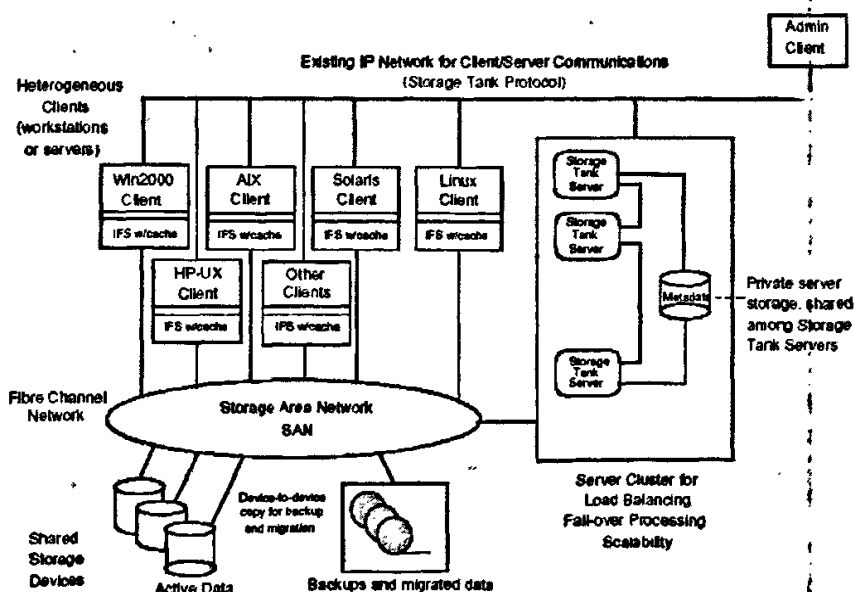 Admin
Client
Existing IP Network for Client/Server Communications
(Storage Tank Protocol)
Heterogeneous
Clients
(workstations
or servers)
Win2000
Client
IFS w/cache
AIX
Client
IFS w/cache
Solaris
Client
IFS w/cache
Linux
Client
IFS w/cache
HP-UX
Client
IFS w/cache
Other
Clients
IFS w/cache
Storage
Tank
Server
Storage
Tank
Server
Storage
Tank
Server
Metadata
Private server
storage, shared
among Storage
Tank Servers
Fibre Channel
Network
Storage Area Network
SAN
Server Cluster for
Load Balancing
Fail-over Processing
Scalability
Device-to-device
copy for backup
and migration
Shared
Storage
Devices
Active Data
Backups and migrated data